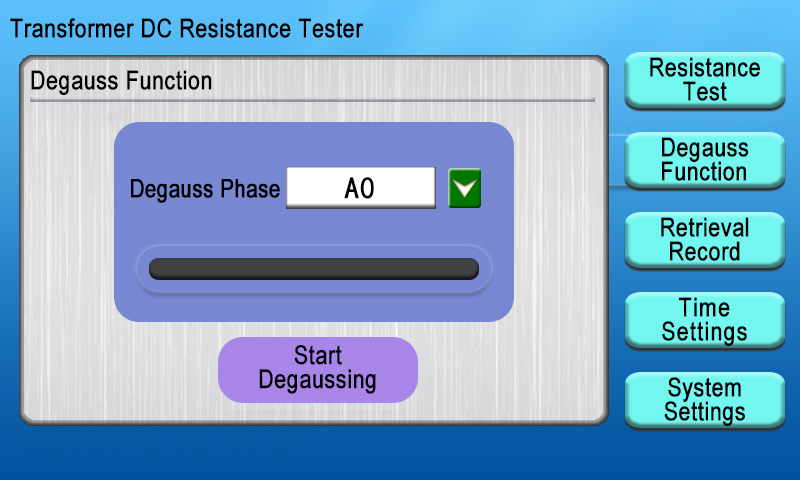 Transformer DC Resistance Tester
Degauss Function
Degauss Phase AO
Start
Degaussing
Resistance
Test
Degauss
Function
Retrieval
Record
Time
Settings
System
Settings